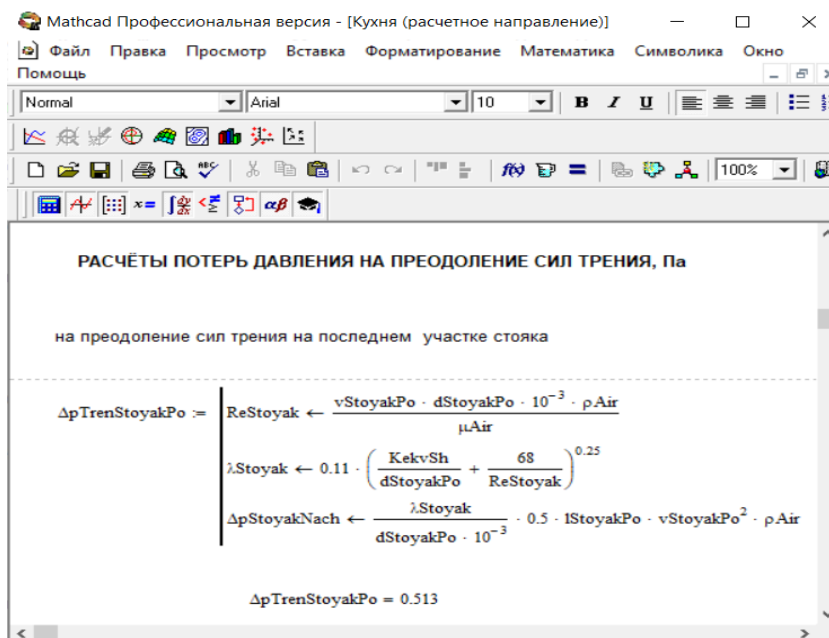 Mathcad Профессиональная версия - [Кухня (расчетное направление)]
Файл Правка Просмотр Вставка Форматирование Математика Символика Окно
Помощь
Normal Arial 10 B I U
100%
f(x)
x= αβ
РАСЧЁТЫ ПОТЕРЬ ДАВЛЕНИЯ НА ПРЕОДОЛЕНИЕ СИЛ ТРЕНИЯ, Па
на преодоление сил трения на последнем участке стояка
ΔpTrenStoyakPo := ReStoyak ← (vStoyakPo · dStoyakPo · 10^-3 · ρAir) / μAir
λStoyak ← 0.11 · (KekvSh / dStoyakPo + 68 / ReStoyak)^0.25
ΔpStoyakNach ← λStoyak / (dStoyakPo · 10^-3) · 0.5 · lStoyakPo · vStoyakPo^2 · ρAir
ΔpTrenStoyakPo = 0.513